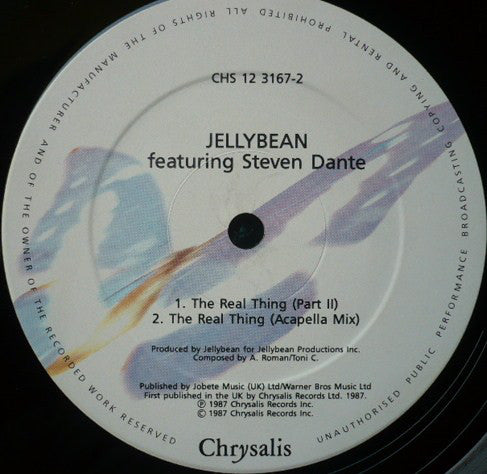 ALL RIGHTS OF THE MANUFACTURER AND OF THE OWNER OF THE RECORDED WORK RESERVED
UNAUTHORISED PUBLIC PERFORMANCE BROADCASTING COPYING AND RENTAL PROHIBITED
CHS 12 3167-2
JELLYBEAN
featuring Steven Dante
1. The Real Thing (Part II)
2. The Real Thing (Acapella Mix)
Produced by Jellybean for Jellybean Productions Inc.
Composed by A. Roman/Toni C.
Published by Jobete Music (UK) Ltd/Warner Bros Music Ltd
First published in the UK by Chrysalis Records Ltd. 1987.
Ⓟ 1987 Chrysalis Records Inc.
© 1987 Chrysalis Records Inc.
Chrysalis